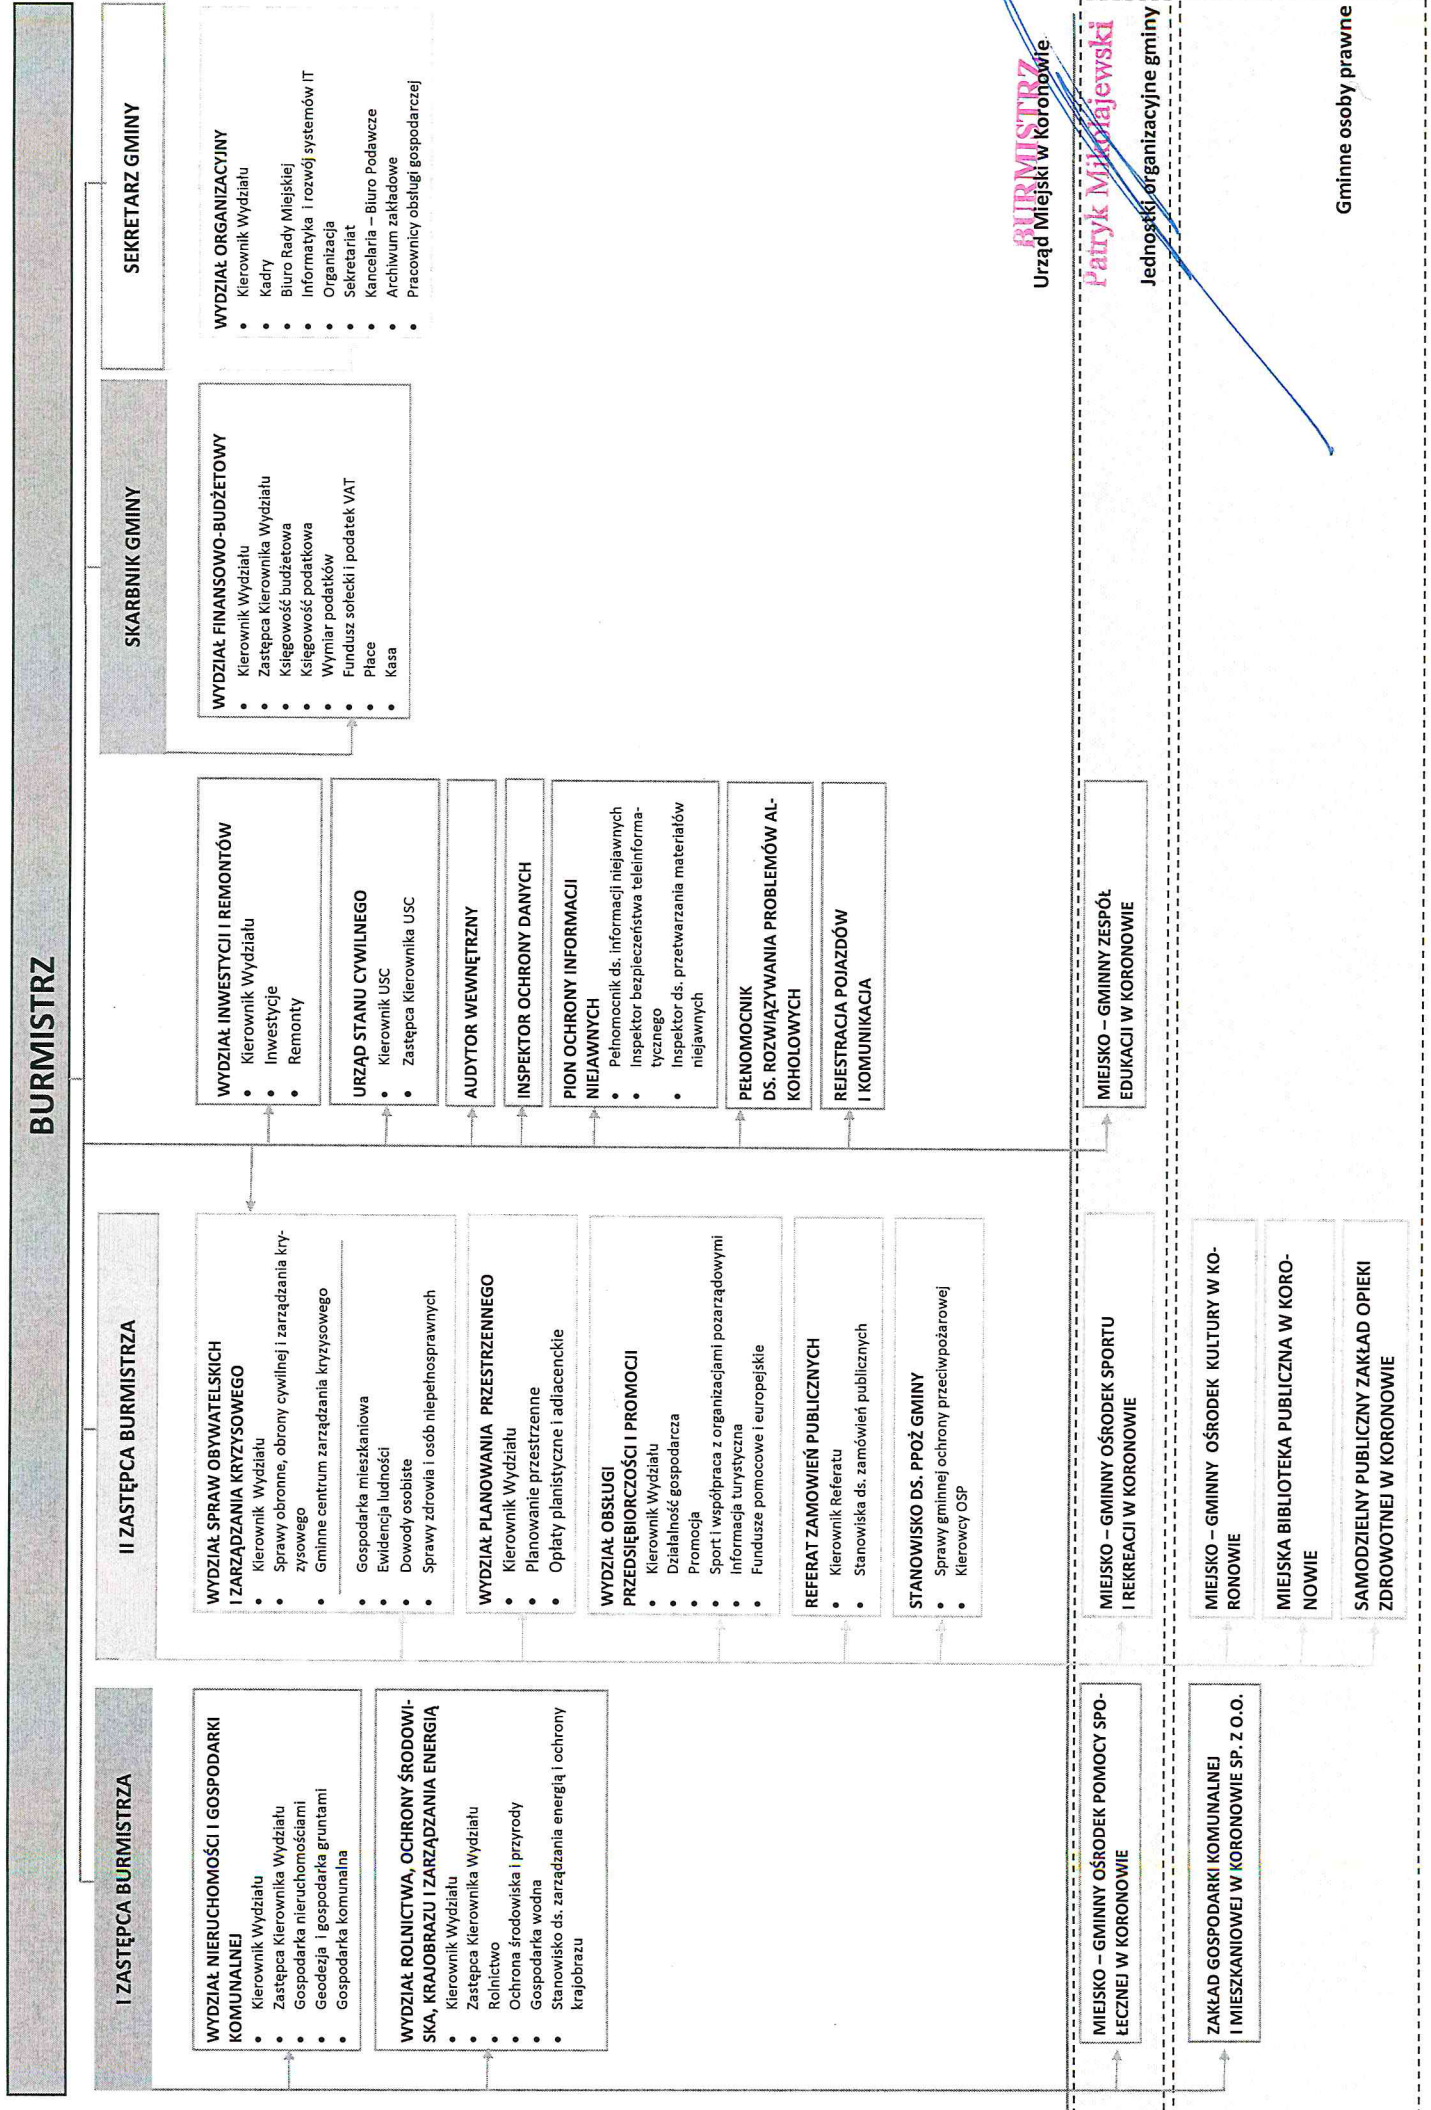 BURMISTRZ
I ZASTĘPCA BURMISTRZA
II ZASTĘPCA BURMISTRZA
SKARBNIK GMINY
SEKRETARZ GMINY
WYDZIAŁ NIERUCHOMOŚCI I GOSPODARKI
KOMUNALNEJ
• Kierownik Wydziału
• Zastępca Kierownika Wydziału
• Gospodarka nieruchomościami
• Geodezja i gospodarka gruntami
• Gospodarka komunalna
WYDZIAŁ ROLNICTWA, OCHRONY ŚRODOWI-
SKA, KRAJOBRAZU I ZARZĄDZANIA ENERGIĄ
• Kierownik Wydziału
• Zastępca Kierownika Wydziału
• Rolnictwo
• Ochrona środowiska i przyrody
• Gospodarka wodna
• Stanowisko ds. zarządzania energią i ochrony
krajobrazu
MIEJSKO – GMINNY OŚRODEK POMOCY SPO-
ŁECZNEJ W KORONOWIE
ZAKŁAD GOSPODARKI KOMUNALNEJ
I MIESZKANIOWEJ W KORONOWIE SP. Z O.O.
WYDZIAŁ SPRAW OBYWATELSKICH
I ZARZĄDZANIA KRYZYSOWEGO
• Kierownik Wydziału
• Sprawy obronne, obrony cywilnej i zarządzania kry-
zysowego
• Gminne centrum zarządzania kryzysowego
• Gospodarka mieszkaniowa
• Ewidencja ludności
• Dowody osobiste
• Sprawy zdrowia i osób niepełnosprawnych
WYDZIAŁ PLANOWANIA PRZESTRZENNEGO
• Kierownik Wydziału
• Planowanie przestrzenne
• Opłaty planistyczne i adiacenckie
WYDZIAŁ OBSŁUGI
PRZEDSIĘBIORCZOŚCI I PROMOCJI
• Kierownik Wydziału
• Działalność gospodarcza
• Promocja
• Sport i współpraca z organizacjami pozarządowymi
• Informacja turystyczna
• Fundusze pomocowe i europejskie
REFERAT ZAMÓWIEŃ PUBLICZNYCH
• Kierownik Referatu
• Stanowiska ds. zamówień publicznych
STANOWISKO DS. PPOŻ GMINY
• Sprawy gminnej ochrony przeciwpożarowej
• Kierowcy OSP
MIEJSKO – GMINNY OŚRODEK SPORTU
I REKREACJI W KORONOWIE
MIEJSKO – GMINNY OŚRODEK KULTURY W KO-
RONOWIE
MIEJSKA BIBLIOTEKA PUBLICZNA W KORO-
NOWIE
SAMODZIELNY PUBLICZNY ZAKŁAD OPIEKI
ZDROWOTNEJ W KORONOWIE
WYDZIAŁ INWESTYCJI I REMONTÓW
• Kierownik Wydziału
• Inwestycje
• Remonty
URZĄD STANU CYWILNEGO
• Kierownik USC
• Zastępca Kierownika USC
AUDYTOR WEWNĘTRZNY
INSPEKTOR OCHRONY DANYCH
PION OCHRONY INFORMACJI
NIEJAWNYCH
• Pełnomocnik ds. informacji niejawnych
• Inspektor bezpieczeństwa teleinforma-
tycznego
• Inspektor ds. przetwarzania materiałów
niejawnych
PEŁNOMOCNIK
DS. ROZWIĄZYWANIA PROBLEMÓW AL-
KOHOLOWYCH
REJESTRACJA POJAZDÓW
I KOMUNIKACJA
MIEJSKO – GMINNY ZESPÓŁ
EDUKACJI W KORONOWIE
WYDZIAŁ FINANSOWO-BUDŻETOWY
• Kierownik Wydziału
• Zastępca Kierownika Wydziału
• Księgowość budżetowa
• Księgowość podatkowa
• Wymiar podatków
• Fundusz sołecki i podatek VAT
• Płace
• Kasa
WYDZIAŁ ORGANIZACYJNY
• Kierownik Wydziału
• Kadry
• Biuro Rady Miejskiej
• Informatyka i rozwój systemów IT
• Organizacja
• Sekretariat
• Kancelaria – Biuro Podawcze
• Archiwum zakładowe
• Pracownicy obsługi gospodarczej
BURMISTRZ
Urząd Miejski w Koronowie
Patryk Mikołajewski
Jednostki organizacyjne gminy
Gminne osoby prawne